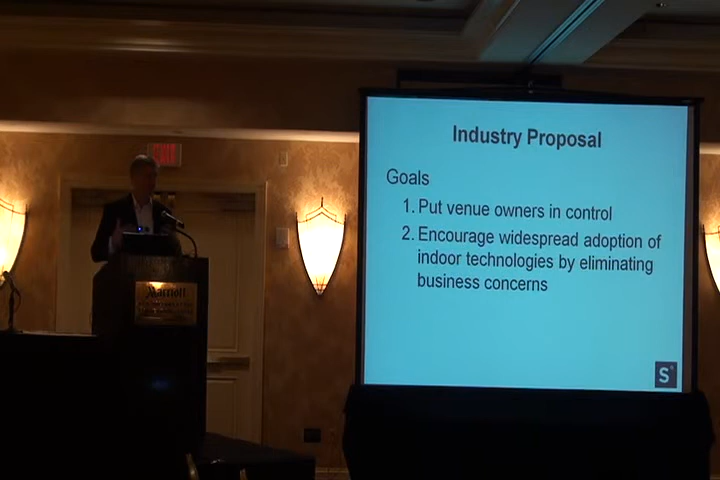 Industry Proposal
Goals
1. Put venue owners in control
2. Encourage widespread adoption of
indoor technologies by eliminating
business concerns
S
EXIT
Marriott